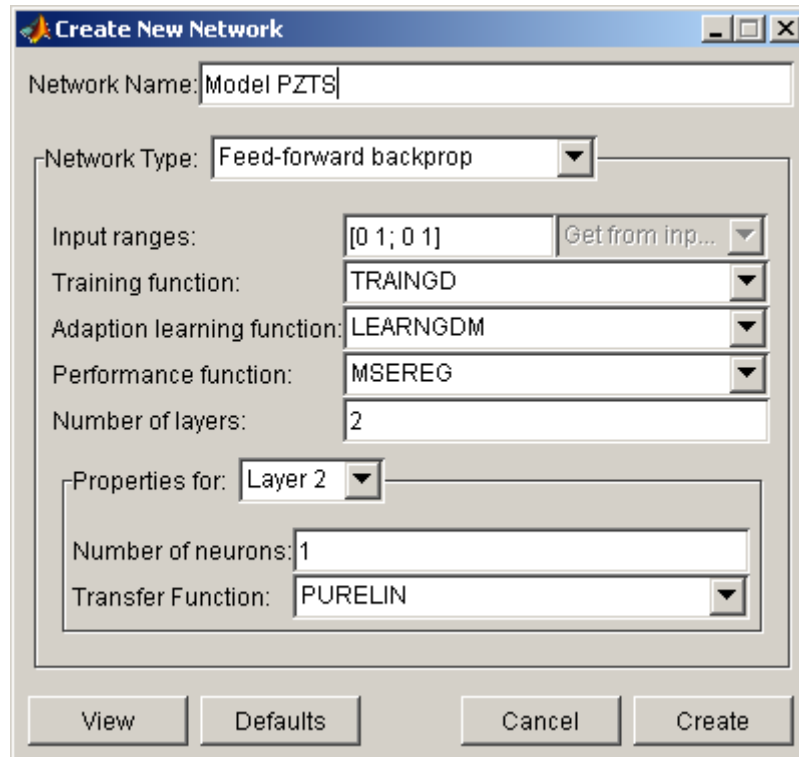 Create New Network
Network Name: Model PZTS
Network Type: Feed-forward backprop
Input ranges: [0 1; 0 1] Get from inp...
Training function: TRAINGD
Adaption learning function: LEARNGDM
Performance function: MSEREG
Number of layers: 2
Properties for: Layer 2
Number of neurons: 1
Transfer Function: PURELIN
View Defaults Cancel Create